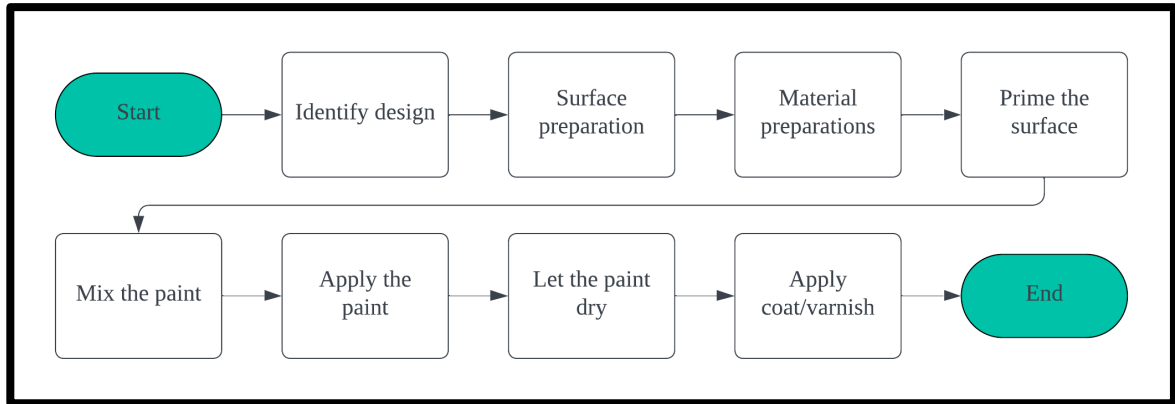 Start
Identify design
Surface
preparation
Material
preparations
Prime the
surface
Mix the paint
Apply the
paint
Let the paint
dry
Apply
coat/varnish
End